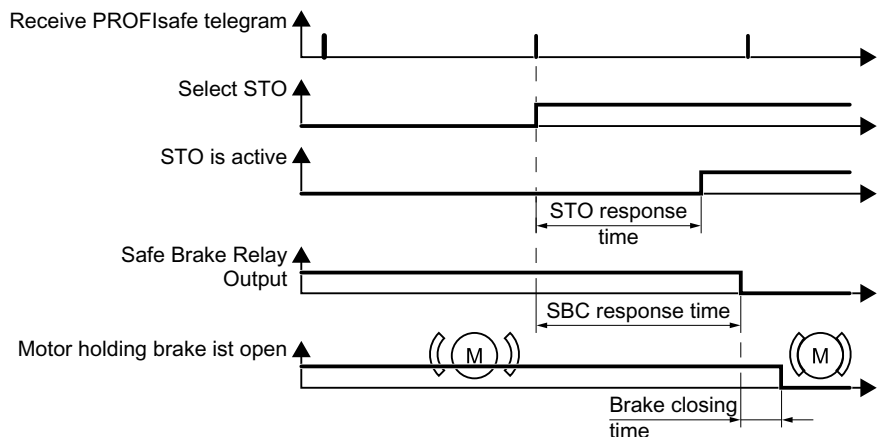 Receive PROFIsafe telegram
Select STO
STO is active
STO response
time
Safe Brake Relay
Output
SBC response time
Motor holding brake ist open
M
M
Brake closing
time